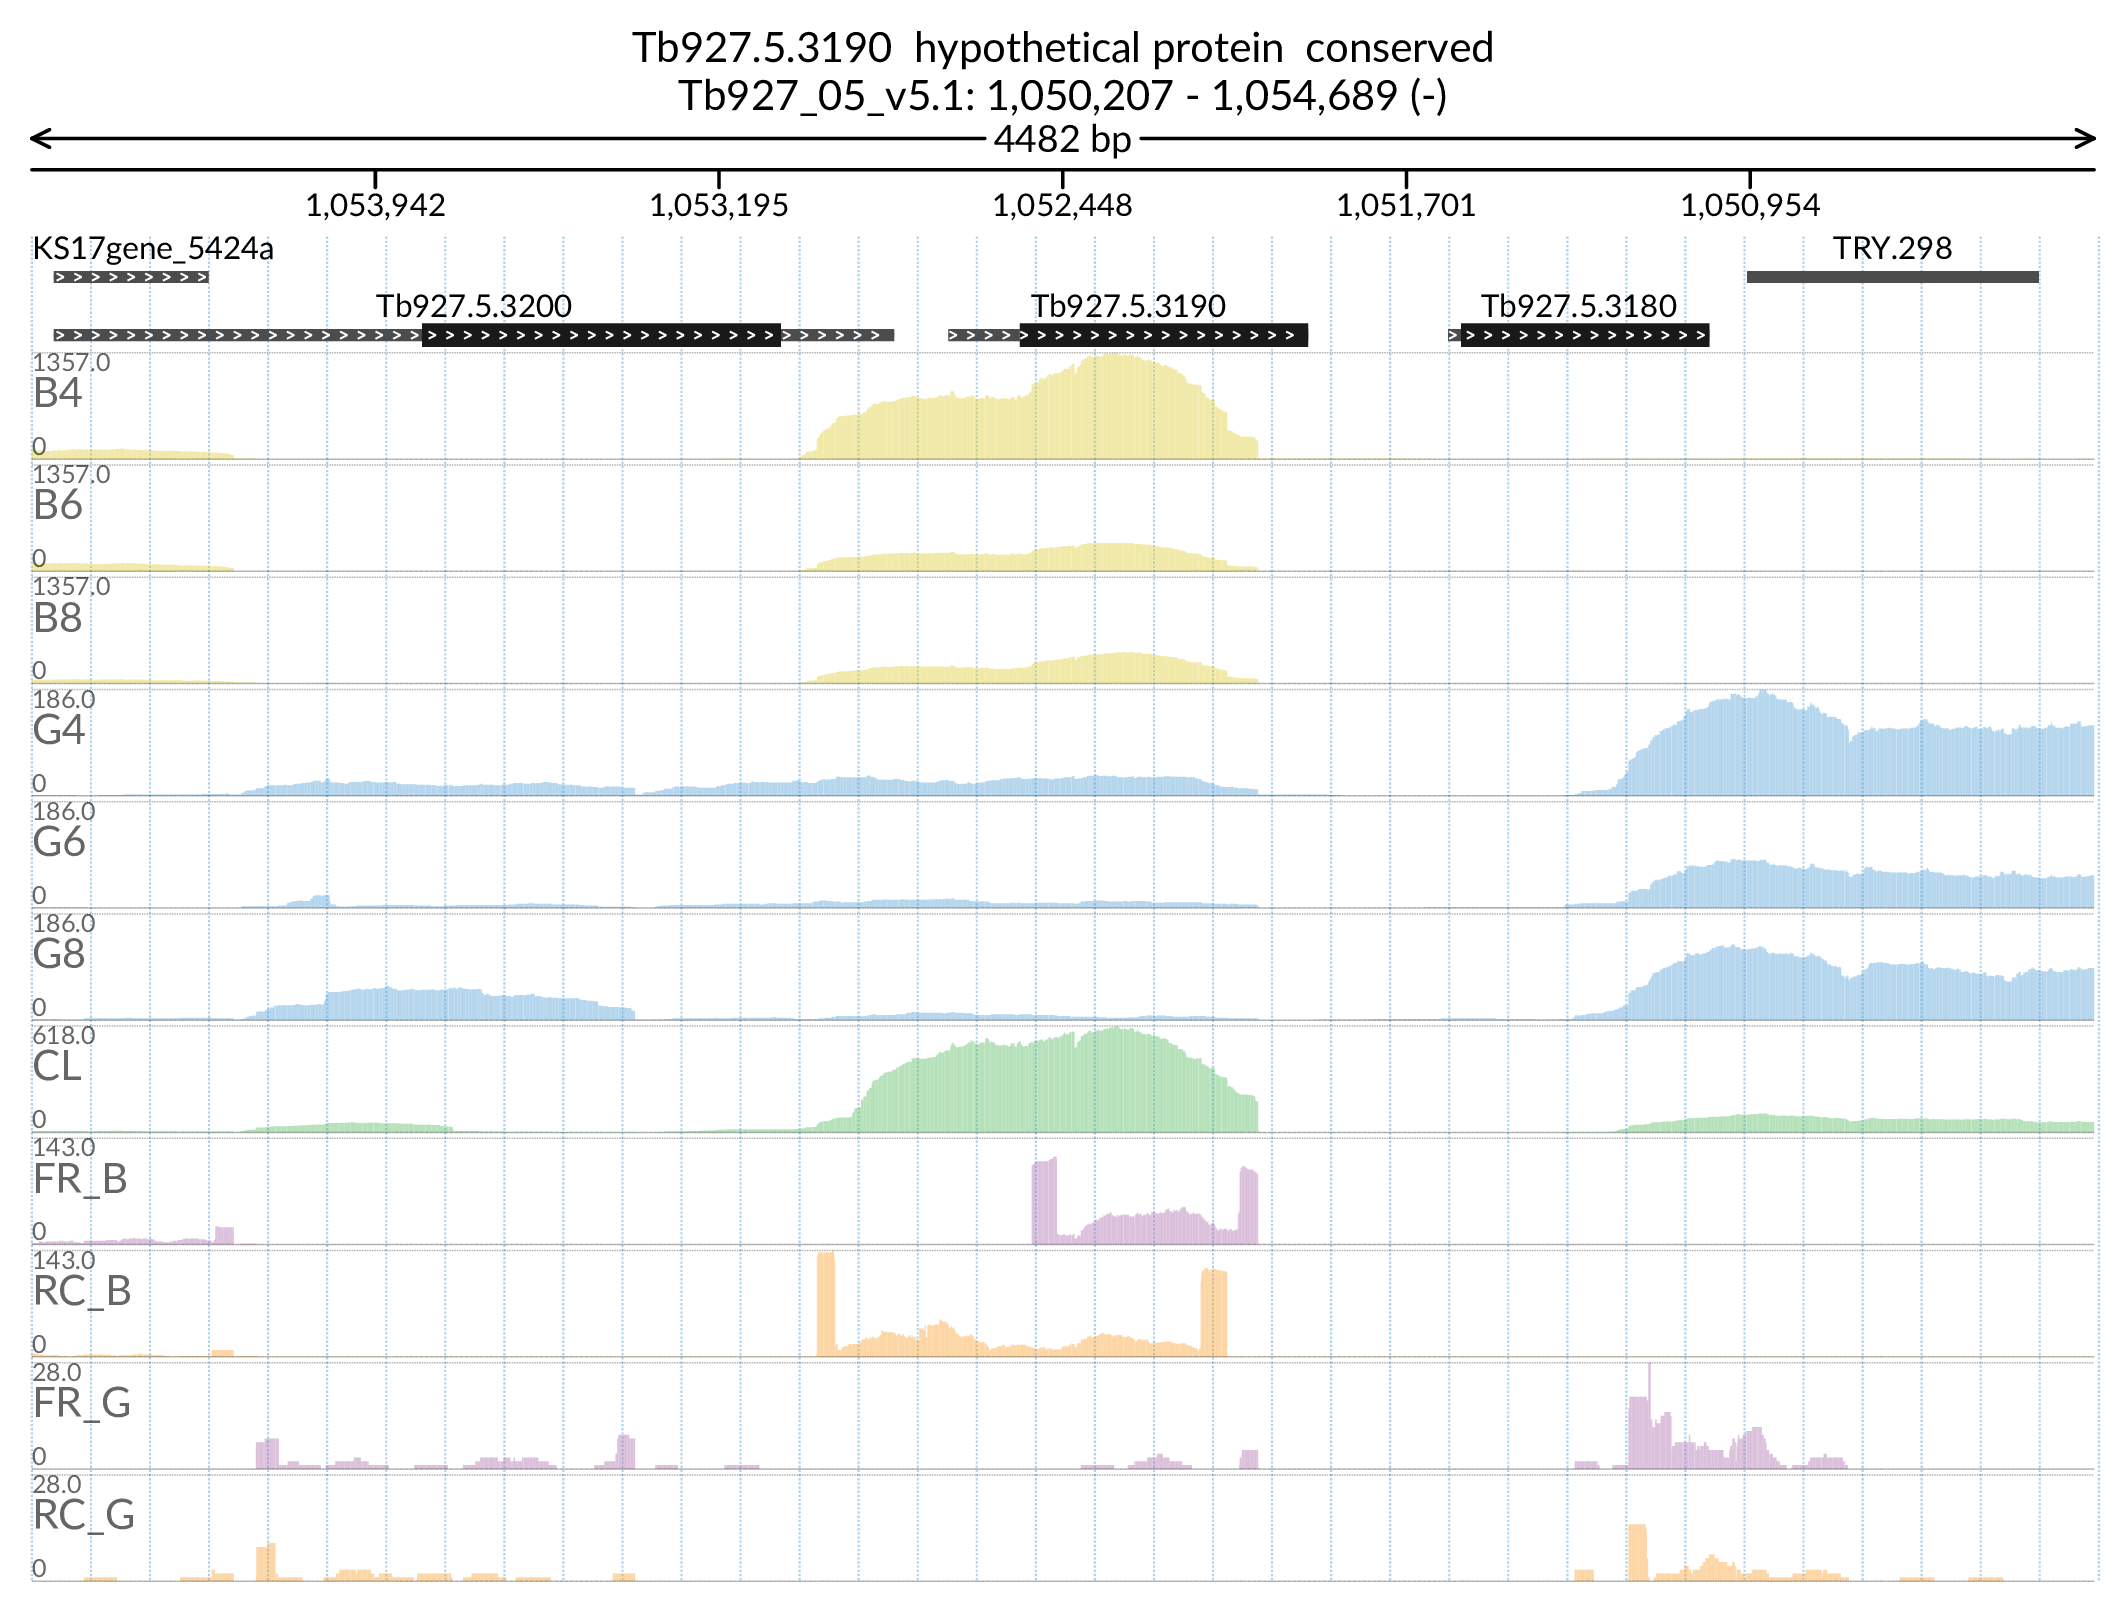 Tb927.5.3190  hypothetical protein  conserved
Tb927_05_v5.1: 1,050,207 - 1,054,689 (-)
4482 bp
1,053,942 1,053,195 1,052,448 1,051,701 1,050,954
KS17gene_5424a TRY.298
Tb927.5.3200 Tb927.5.3190 Tb927.5.3180
1357.0
B4
0
1357.0
B6
0
1357.0
B8
0
186.0
G4
0
186.0
G6
0
186.0
G8
0
618.0
CL
0
143.0
FR_B
0
143.0
RC_B
0
28.0
FR_G
0
28.0
RC_G
0